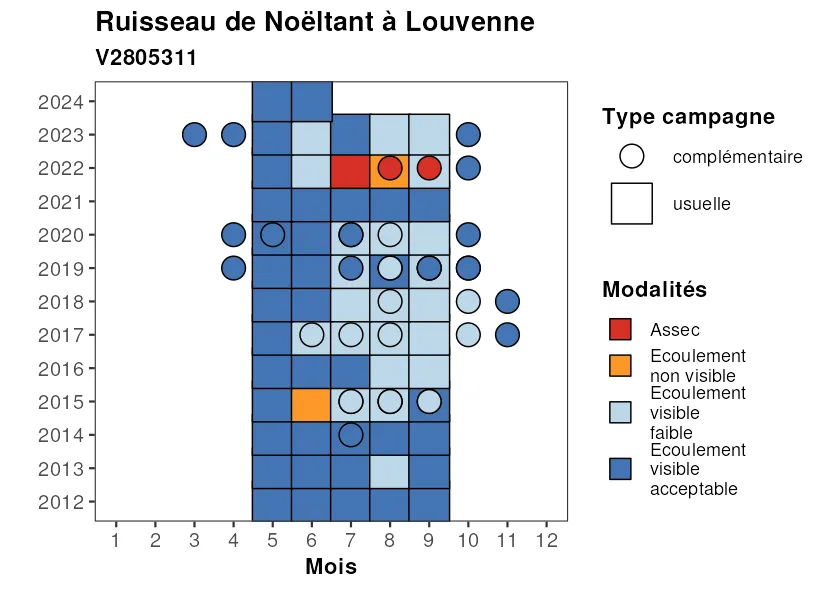 Ruisseau de Noëltant à Louvenne
V2805311
2024
2023
2022
2021
2020
2019
2018
2017
2016
2015
2014
2013
2012
1 2 3 4 5 6 7 8 9 10 11 12
Mois
Type campagne
complémentaire
usuelle
Modalités
Assec
Ecoulement
non visible
Ecoulement
visible
faible
Ecoulement
visible
acceptable